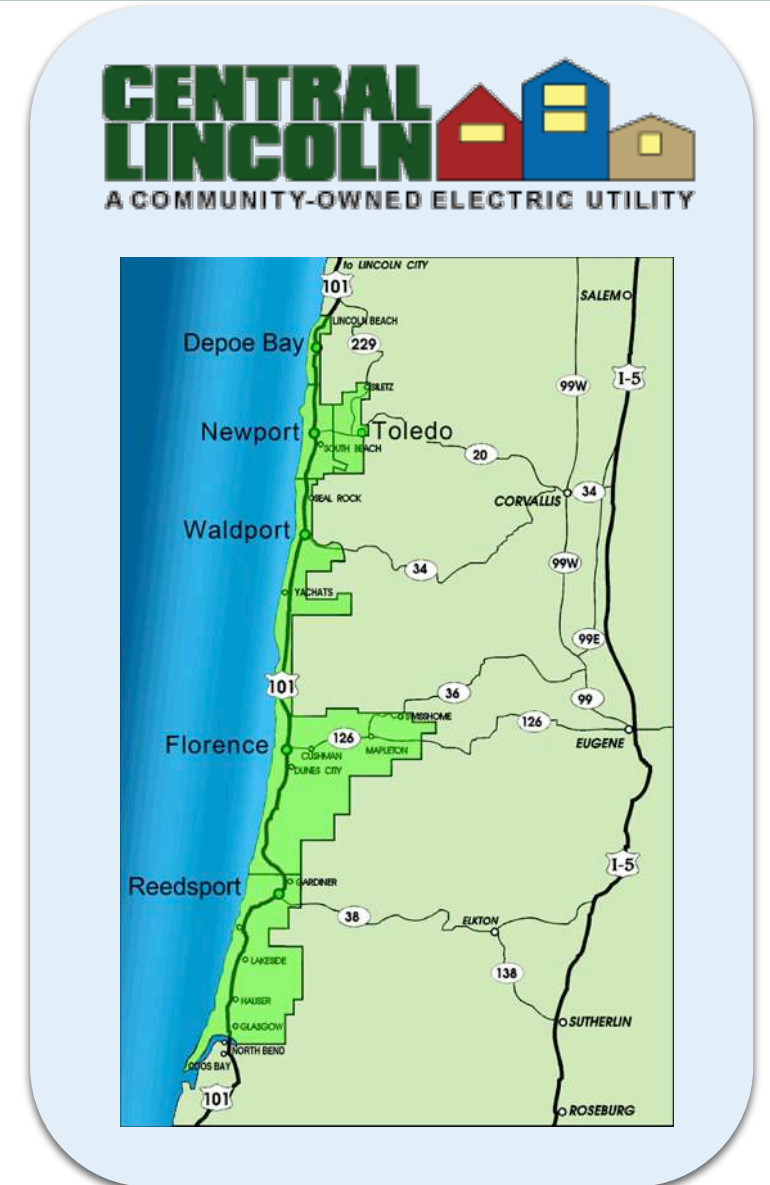 CENTRAL
LINCOLN
A COMMUNITY-OWNED ELECTRIC UTILITY
to LINCOLN CITY
101
SALEM
LINCOLN BEACH
Depoe Bay
229
I-5
99W
SILETZ
Newport
Toledo
SOUTH BEACH
20
SEAL ROCK
CORVALLIS
34
Waldport
34
99W
YACHATS
99E
101
36
99
SWISSHOME
126
126
Florence
EUGENE
CUSHMAN
MAPLETON
DUNES CITY
I-5
Reedsport
GARDINER
38
ELKTON
LAKESIDE
138
HAUSER
GLASGOW
SUTHERLIN
NORTH BEND
COOS BAY
101
ROSEBURG